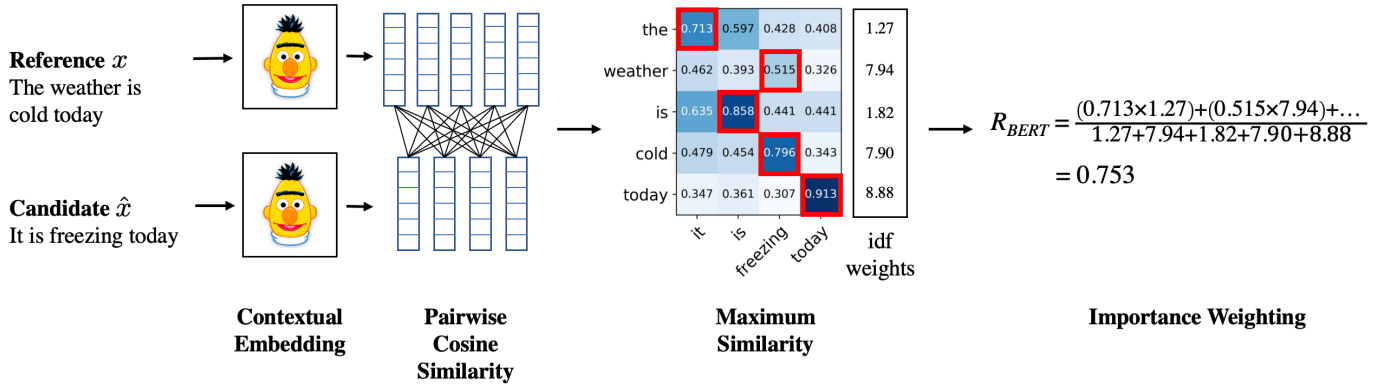 Reference x
The weather is
cold today
Candidate x̂
It is freezing today
Contextual
Embedding
Pairwise
Cosine
Similarity
the 0.713 0.597 0.428 0.408 1.27
weather 0.462 0.393 0.515 0.326 7.94
is 0.635 0.858 0.441 0.441 1.82
cold 0.479 0.454 0.796 0.343 7.90
today 0.347 0.361 0.307 0.913 8.88
it is freezing today
idf
weights
Maximum
Similarity
R_BERT = (0.713×1.27)+(0.515×7.94)+...
1.27+7.94+1.82+7.90+8.88
= 0.753
Importance Weighting